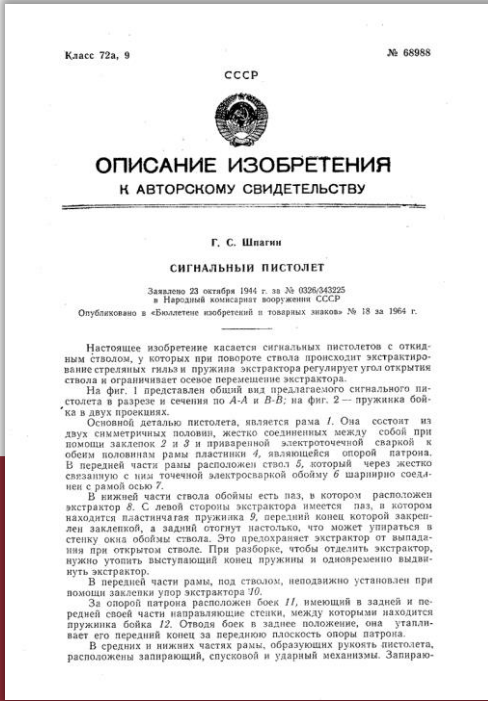 Класс 72а, 9
№ 68988
СССР
ОПИСАНИЕ ИЗОБРЕТЕНИЯ
К АВТОРСКОМУ СВИДЕТЕЛЬСТВУ
Г. С. Шпагин
СИГНАЛЬНЫЙ ПИСТОЛЕТ
Заявлено 23 октября 1944 г. за № 0326/343225
в Народный комиссариат вооружения СССР
Опубликовано в «Бюллетене изобретений и товарных знаков» № 18 за 1964 г.
Настоящее изобретение касается сигнальных пистолетов с откид-
ным стволом, у которых при повороте ствола происходит экстрактиро-
вание стреляных гильз и пружина экстрактора регулирует угол открытия
ствола и ограничивает осевое перемещение экстрактора.
На фиг. 1 представлен общий вид предлагаемого сигнального пи-
столета в разрезе и сечения по А-А и В-В; на фиг. 2 — пружинка бой-
ка в двух проекциях.
Основной деталью пистолета, является рама 1. Она состоит из
двух симметричных половин, жестко соединенных между собой при
помощи заклепок 2 и 3 и приваренной электроточечной сваркой к
обеим половинам рамы пластинки 4, являющейся опорой патрона.
В передней части рамы расположен ствол 5, который через жестко
связанную с ним точечной электросваркой обойму 6 шарнирно соеди-
нен с рамой осью 7.
В нижней части ствола обоймы есть паз, в котором расположен
экстрактор 8. С левой стороны экстрактора имеется паз, в котором
находится пластинчатая пружинка 9, передний конец которой закреп-
лен заклепкой, а задний отогнут настолько, что может упираться в
стенку окна обоймы ствола. Это предохраняет экстрактор от выпада-
ния при открытом стволе. При разборке, чтобы отделить экстрактор,
нужно утопить выступающий конец пружины и одновременно выдви-
нуть экстрактор.
В передней части рамы, под стволом, неподвижно установлен при
помощи заклепки упор экстрактора 10.
За опорой патрона расположен боек 11, имеющий в задней и пе-
редней своей части направляющие стенки, между которыми находится
пружинка бойка 12. Отводя боек в заднее положение, она утапли-
вает его передний конец за переднюю плоскость опоры патрона.
В средних и нижних частях рамы, образующих рукоять пистолета,
расположены запирающий, спусковой и ударный механизмы. Запираю-